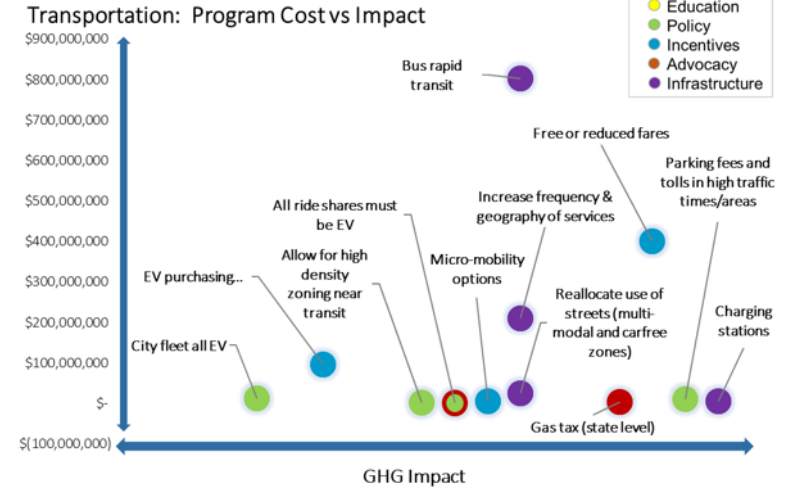 Transportation: Program Cost vs Impact
Education
Policy
Incentives
Advocacy
Infrastructure
$900,000,000
$800,000,000
$700,000,000
$600,000,000
$500,000,000
$400,000,000
$300,000,000
$200,000,000
$100,000,000
$-
$(100,000,000)
Bus rapid
transit
Free or reduced fares
Parking fees and
tolls in high traffic
times/areas
All ride shares must
be EV
Increase frequency &
geography of services
Allow for high
density
zoning near
transit
Micro-mobility
options
EV purchasing...
Reallocate use of
streets (multi-
modal and carfree
zones)
Charging
stations
City fleet all EV
Gas tax (state level)
GHG Impact